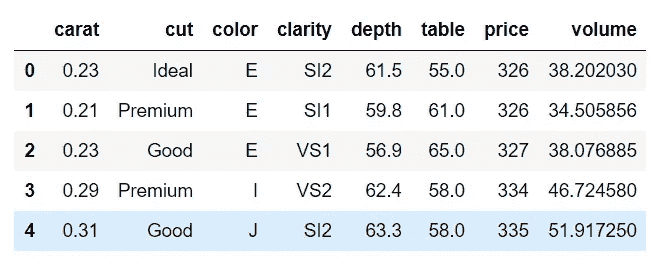 carat cut color clarity depth table price volume
0 0.23 Ideal E SI2 61.5 55.0 326 38.202030
1 0.21 Premium E SI1 59.8 61.0 326 34.505856
2 0.23 Good E VS1 56.9 65.0 327 38.076885
3 0.29 Premium I VS2 62.4 58.0 334 46.724580
4 0.31 Good J SI2 63.3 58.0 335 51.917250